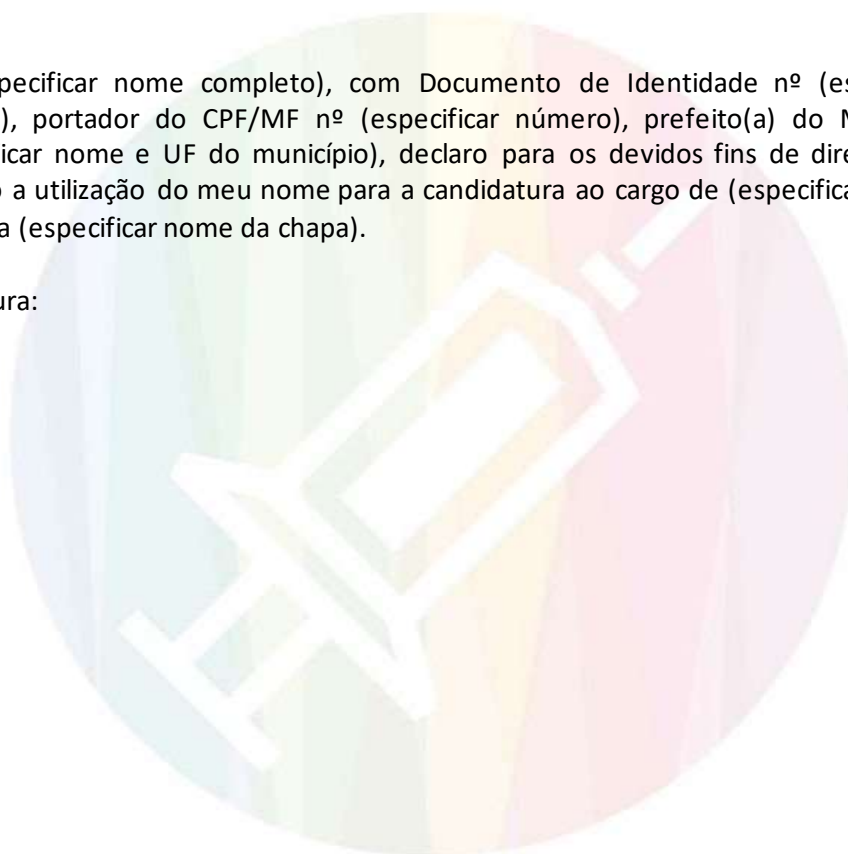 pecificar nome completo), com Documento de Identidade nº (es
), portador do CPF/MF nº (especificar número), prefeito(a) do M
icar nome e UF do município), declaro para os devidos fins de dire
o a utilização do meu nome para a candidatura ao cargo de (especifica
a (especificar nome da chapa).
ura: